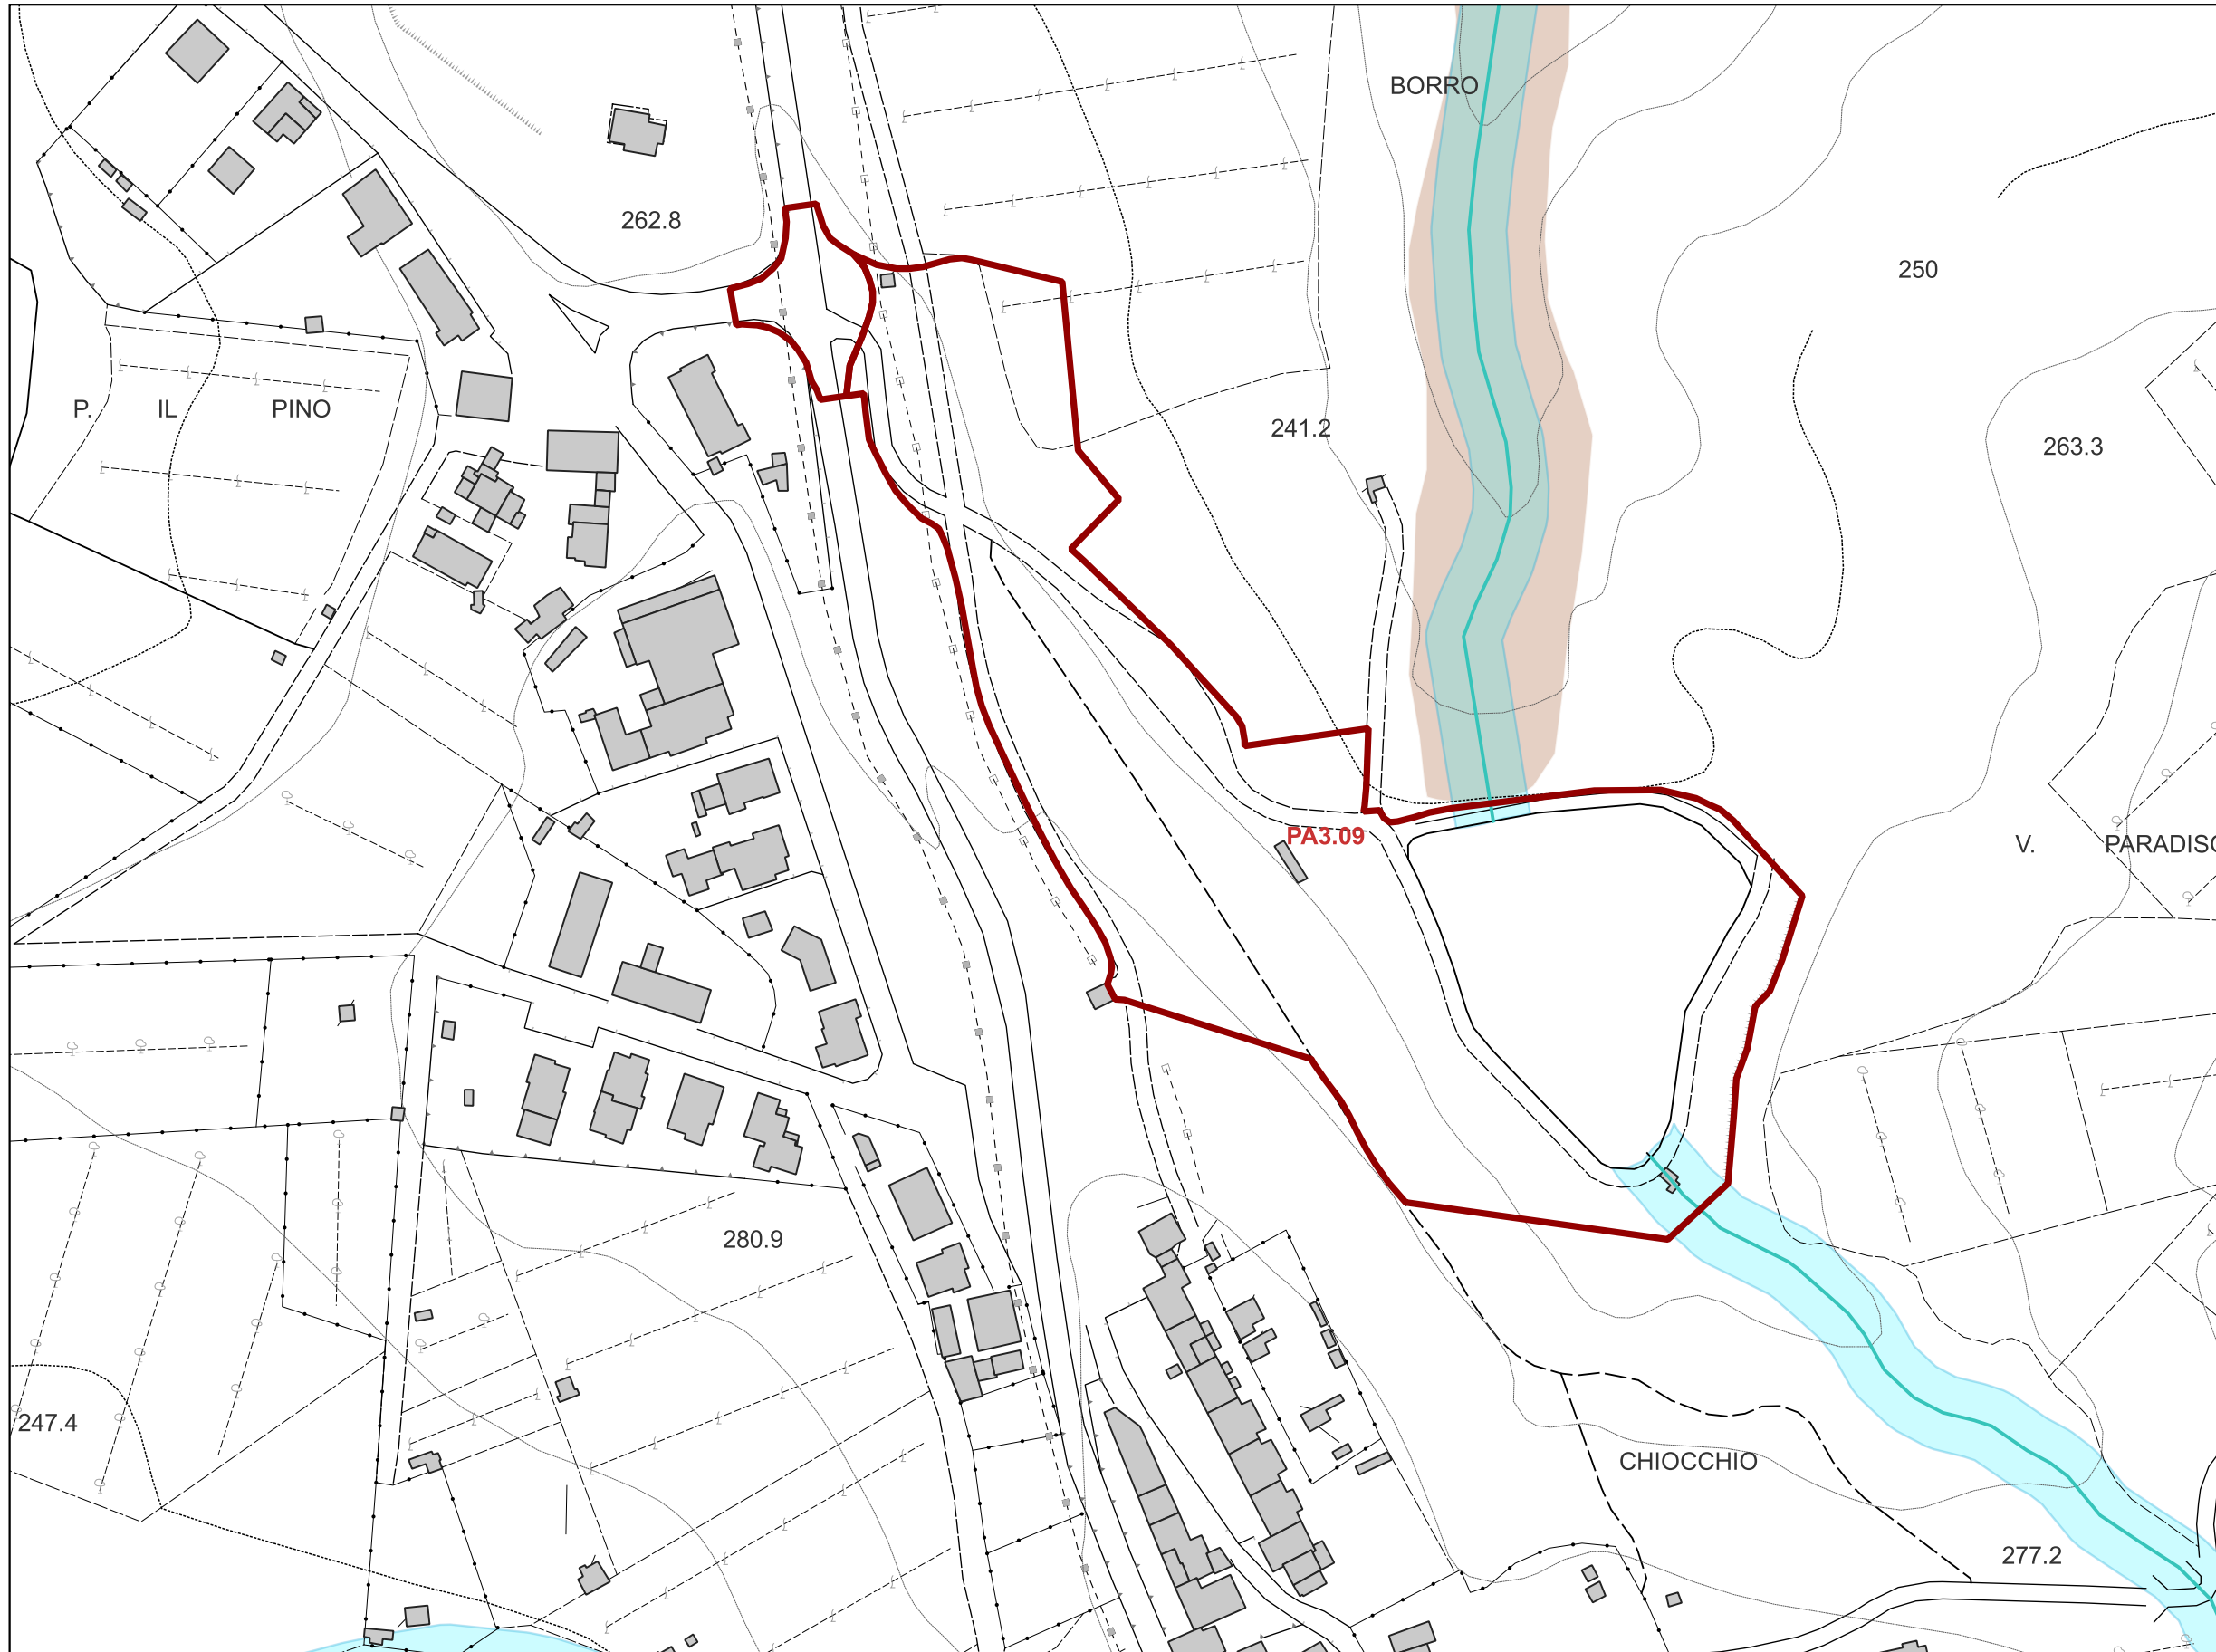 BORRO
262.8
250
P. IL PINO
241.2
263.3
PA3.09
V. PARADISO
280.9
247.4
CHIOCCHIO
277.2